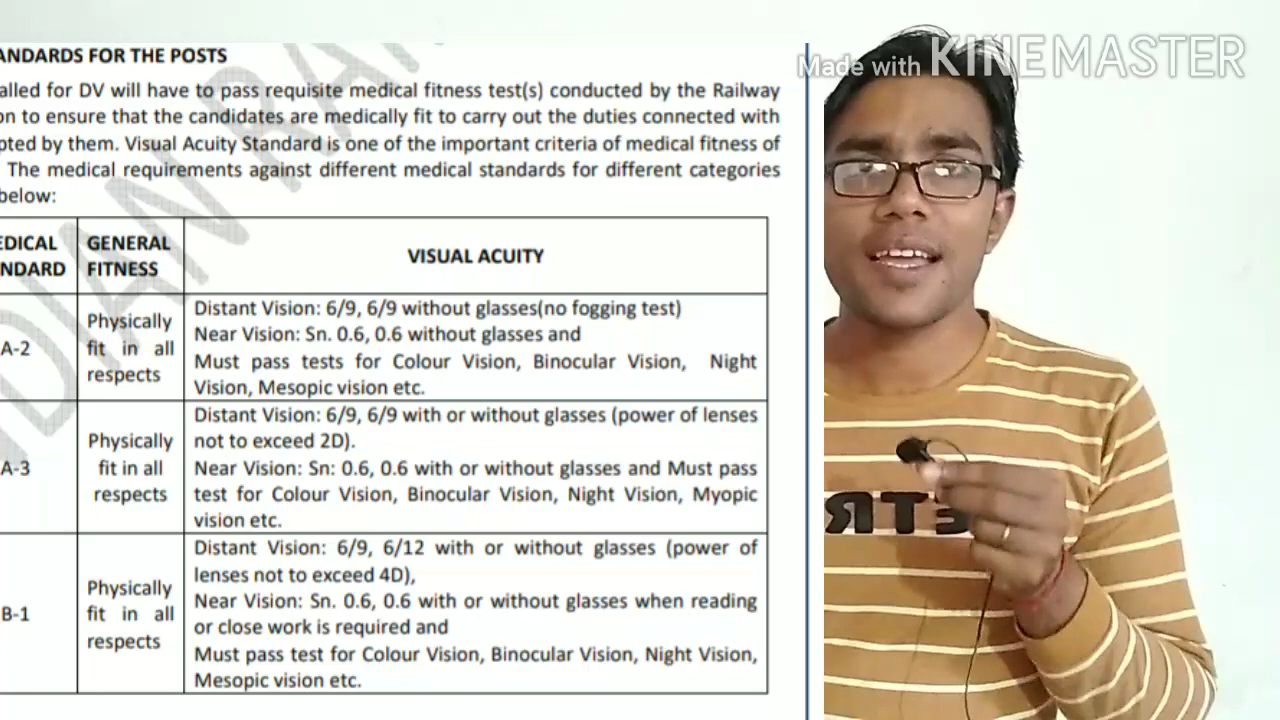 ANDARDS FOR THE POSTS
alled for DV will have to pass requisite medical fitness test(s) conducted by the Railway
on to ensure that the candidates are medically fit to carry out the duties connected with
pted by them. Visual Acuity Standard is one of the important criteria of medical fitness of
The medical requirements against different medical standards for different categories
below:
EDICAL
NDARD
GENERAL
FITNESS
VISUAL ACUITY
A-2
Physically
fit in all
respects
Distant Vision: 6/9, 6/9 without glasses(no fogging test)
Near Vision: Sn. 0.6, 0.6 without glasses and
Must pass tests for Colour Vision, Binocular Vision, Night
Vision, Mesopic vision etc.
A-3
Physically
fit in all
respects
Distant Vision: 6/9, 6/9 with or without glasses (power of lenses
not to exceed 2D).
Near Vision: Sn: 0.6, 0.6 with or without glasses and Must pass
test for Colour Vision, Binocular Vision, Night Vision, Myopic
vision etc.
B-1
Physically
fit in all
respects
Distant Vision: 6/9, 6/12 with or without glasses (power of
lenses not to exceed 4D),
Near Vision: Sn. 0.6, 0.6 with or without glasses when reading
or close work is required and
Must pass test for Colour Vision, Binocular Vision, Night Vision,
Mesopic vision etc.
DIAN RA
Made with KINEMASTER